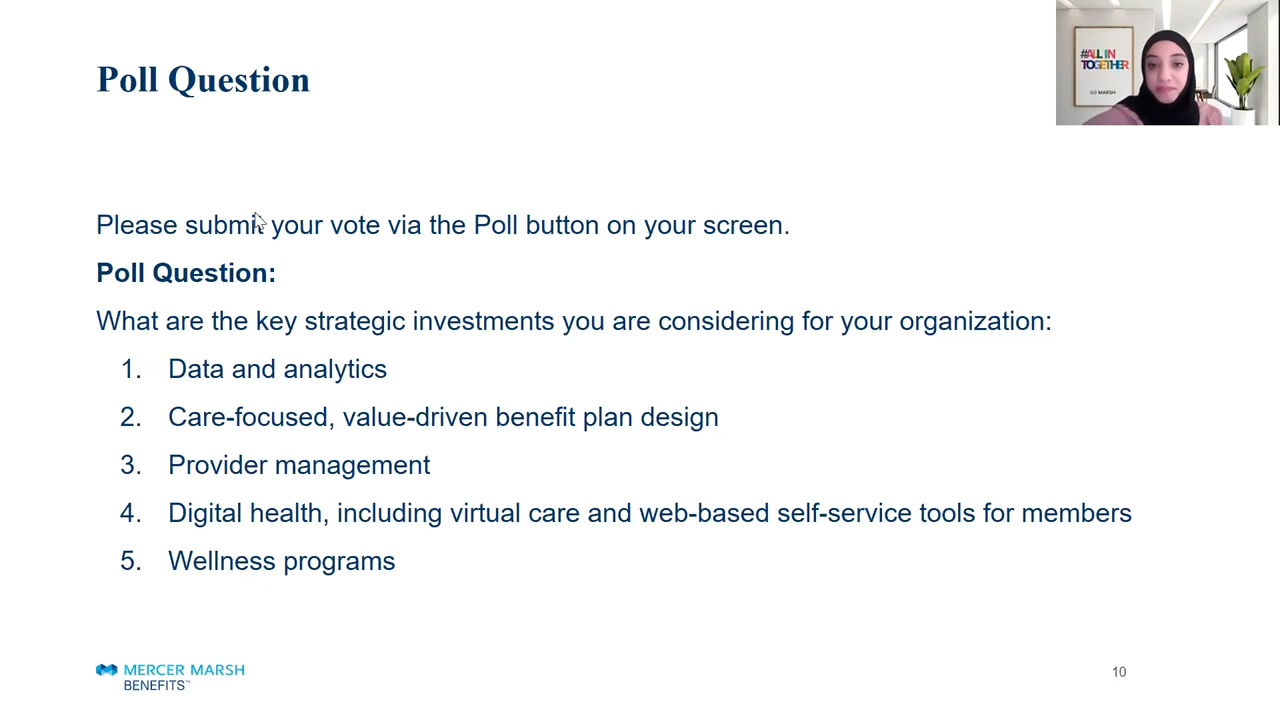 Poll Question
#ALL IN
TOGETHER
MARSH
Please submit your vote via the Poll button on your screen.
Poll Question:
What are the key strategic investments you are considering for your organization:
1. Data and analytics
2. Care-focused, value-driven benefit plan design
3. Provider management
4. Digital health, including virtual care and web-based self-service tools for members
5. Wellness programs
MERCER MARSH
BENEFITS™
10